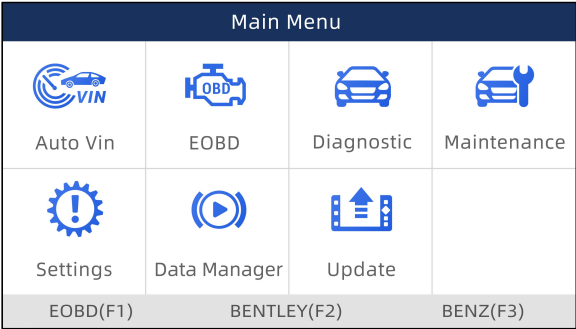 Main Menu
VIN
OBD
Auto Vin
EOBD
Diagnostic
Maintenance
Settings
Data Manager
Update
EOBD(F1)
BENTLEY(F2)
BENZ(F3)